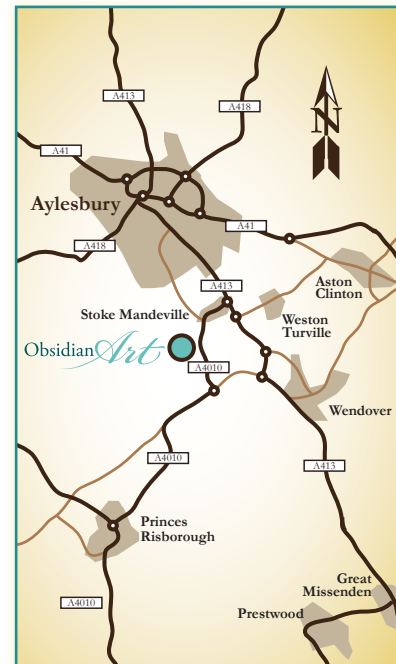 A413
A418
N
A41
Aylesbury
A41
A418
Aston
Clinton
A413
Stoke Mandeville
Weston
Turville
Obsidian Art
A4010
Wendover
A4010
A413
Princes
Risborough
Great
Missenden
A4010
Prestwood